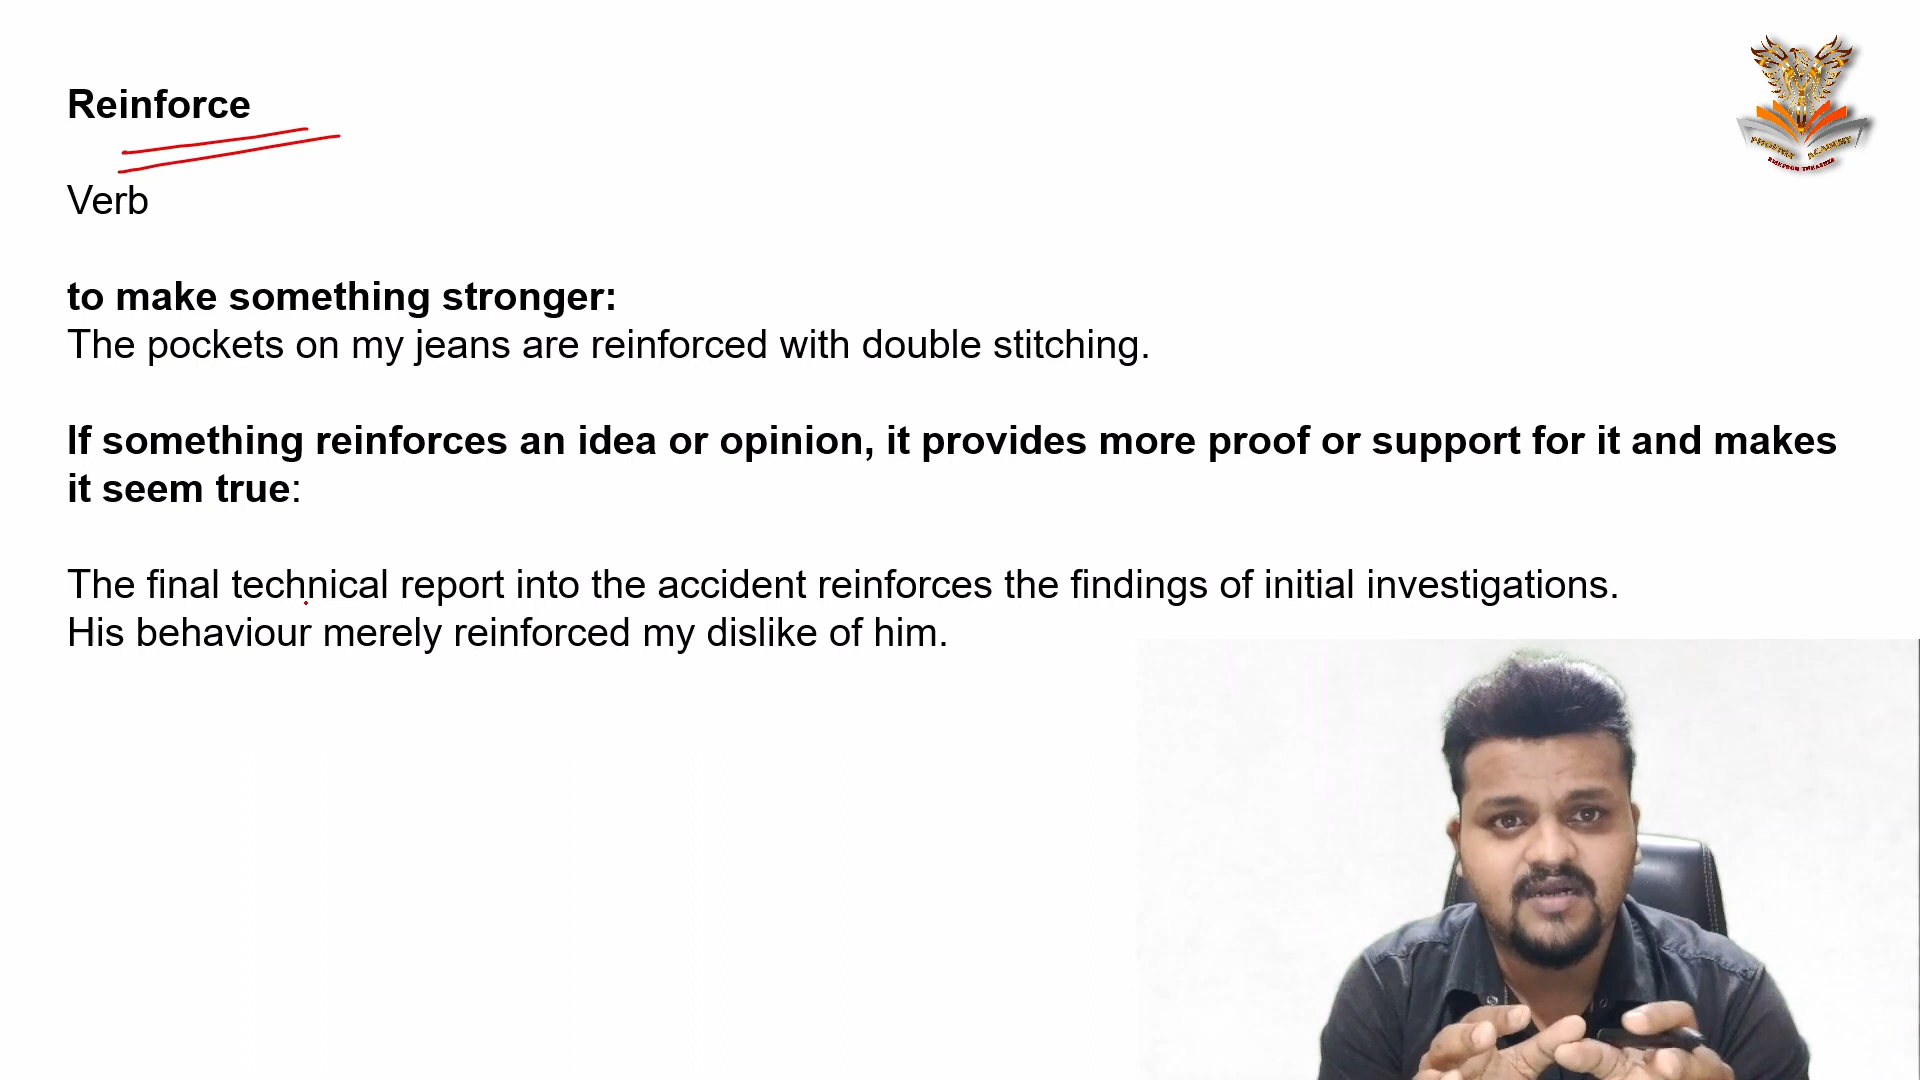 Reinforce
Verb
to make something stronger:
The pockets on my jeans are reinforced with double stitching.
If something reinforces an idea or opinion, it provides more proof or support for it and makes
it seem true:
The final technical report into the accident reinforces the findings of initial investigations.
His behaviour merely reinforced my dislike of him.
PHOENIX ACADEMY